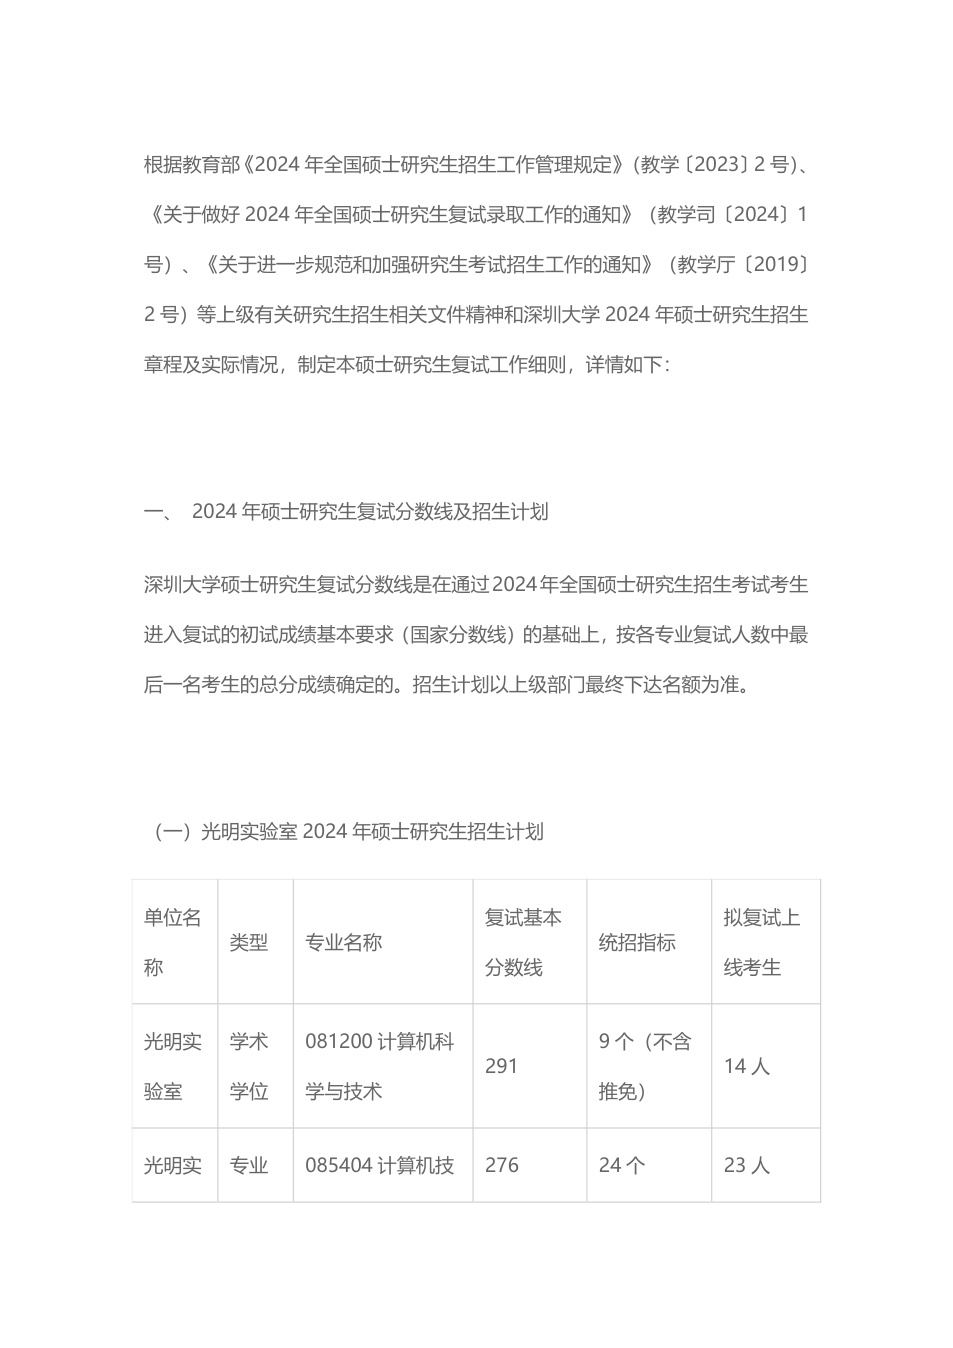 根据教育部《2024 年全国硕士研究生招生工作管理规定》（教学〔2023〕2 号）、
《关于做好 2024 年全国硕士研究生复试录取工作的通知》（教学司〔2024〕1
号）、《关于进一步规范和加强研究生考试招生工作的通知》（教学厅〔2019〕
2 号）等上级有关研究生招生相关文件精神和深圳大学 2024 年硕士研究生招生
章程及实际情况，制定本硕士研究生复试工作细则，详情如下：
一、 2024 年硕士研究生复试分数线及招生计划
深圳大学硕士研究生复试分数线是在通过 2024 年全国硕士研究生招生考试考生
进入复试的初试成绩基本要求（国家分数线）的基础上，按各专业复试人数中最
后一名考生的总分成绩确定的。招生计划以上级部门最终下达名额为准。
（一）光明实验室 2024 年硕士研究生招生计划
单位名
称
类型
专业名称
复试基本
分数线
统招指标
拟复试上
线考生
光明实
验室
学术
学位
081200 计算机科
学与技术
291
9 个（不含
推免）
14 人
光明实
专业
085404 计算机技
276
24 个
23 人